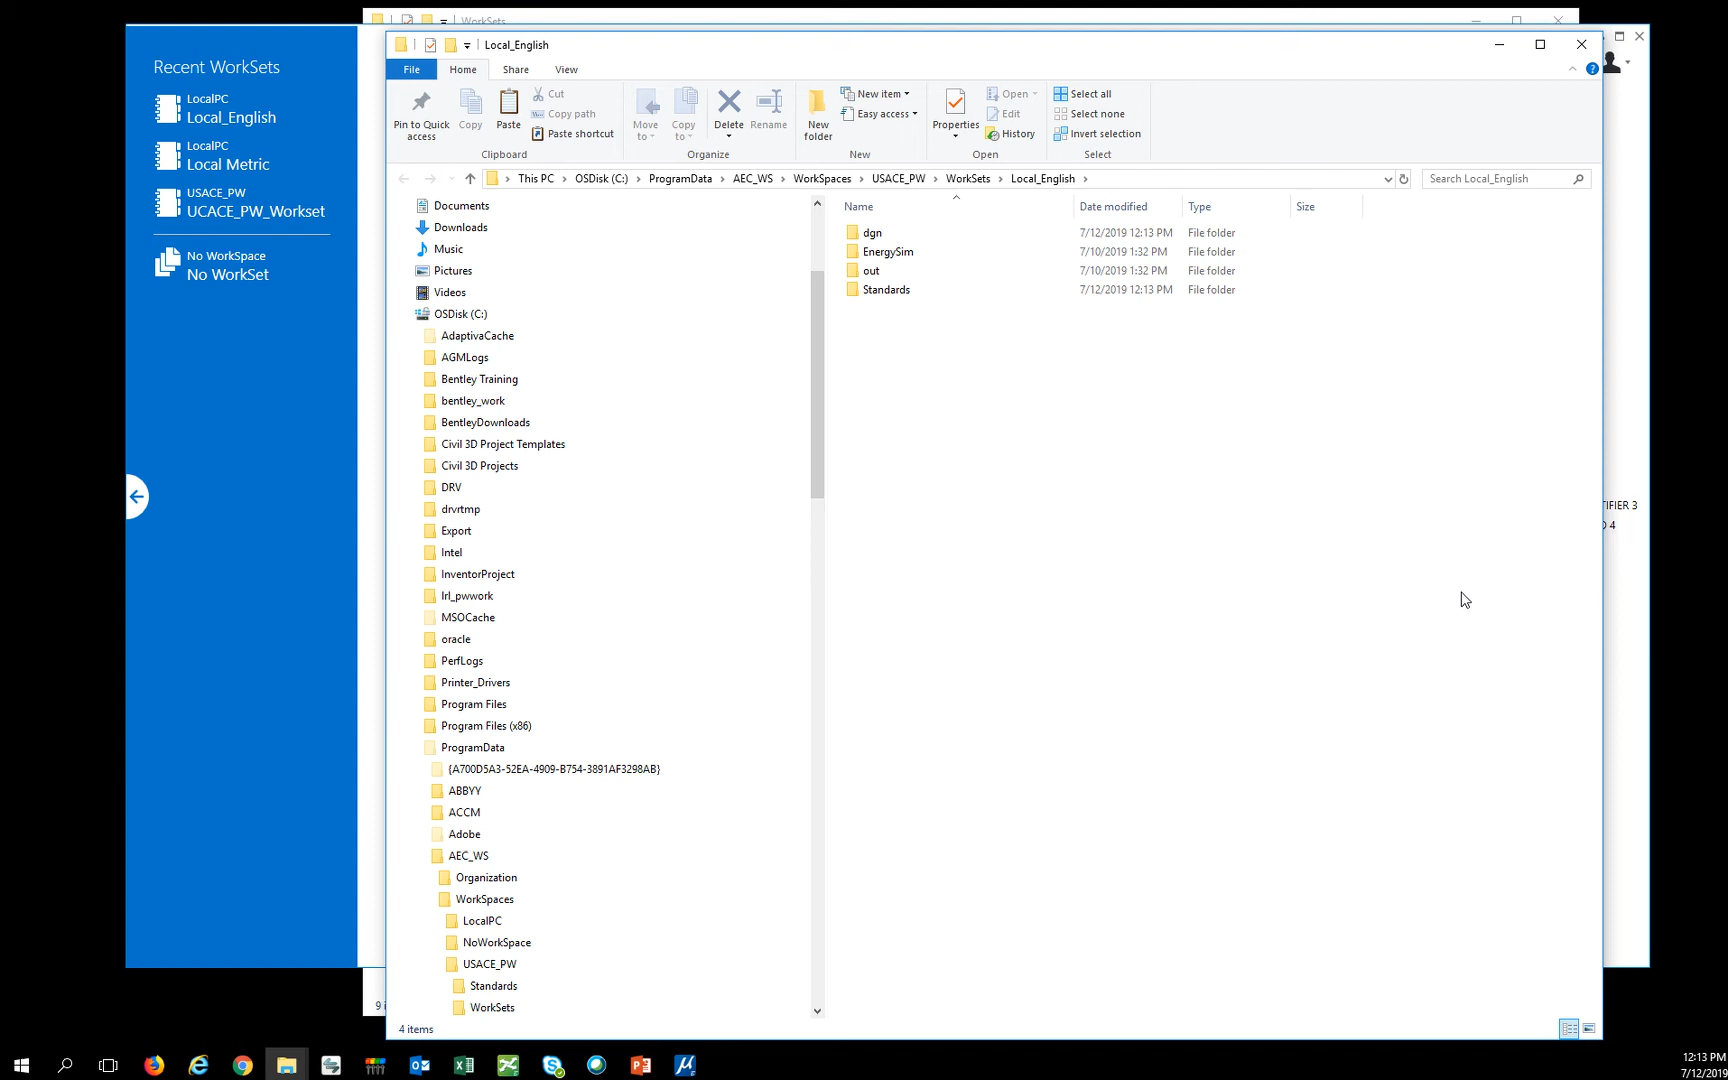 WorkSets
Local_English
File Home Share View
Recent WorkSets
LocalPC
Local_English
LocalPC
Local Metric
USACE_PW
UCACE_PW_Workset
No WorkSpace
No WorkSet
Pin to Quick access
Copy
Paste
Cut
Copy path
Paste shortcut
Clipboard
Move to
Copy to
Delete
Rename
Organize
New folder
New item
Easy access
New
Properties
Open
Edit
History
Open
Select all
Select none
Invert selection
Select
This PC > OSDisk (C:) > ProgramData > AEC_WS > WorkSpaces > USACE_PW > WorkSets > Local_English >
Search Local_English
Documents
Downloads
Music
Pictures
Videos
OSDisk (C:)
AdaptivaCache
AGMLogs
Bentley Training
bentley_work
BentleyDownloads
Civil 3D Project Templates
Civil 3D Projects
DRV
drvrtmp
Export
Intel
InventorProject
lrl_pwwork
MSOCache
oracle
PerfLogs
Printer_Drivers
Program Files
Program Files (x86)
ProgramData
{A700D5A3-52EA-4909-B754-3891AF3298AB}
ABBYY
ACCM
Adobe
AEC_WS
Organization
WorkSpaces
LocalPC
NoWorkSpace
USACE_PW
Standards
WorkSets
Name Date modified Type Size
dgn 7/12/2019 12:13 PM File folder
EnergySim 7/10/2019 1:32 PM File folder
out 7/10/2019 1:32 PM File folder
Standards 7/12/2019 12:13 PM File folder
TIFIER 3
4
9 i
4 items
12:13 PM
7/12/2019